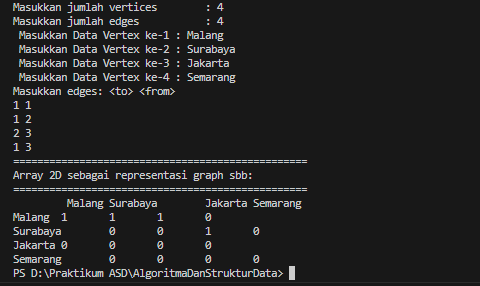 Masukkan jumlah vertices : 4
Masukkan jumlah edges : 4
Masukkan Data Vertex ke-1 : Malang
Masukkan Data Vertex ke-2 : Surabaya
Masukkan Data Vertex ke-3 : Jakarta
Masukkan Data Vertex ke-4 : Semarang
Masukkan edges: <to> <from>
1 1
1 2
2 3
1 3
=================================================
Array 2D sebagai representasi graph sbb:
=================================================
Malang Surabaya Jakarta Semarang
Malang 1 1 1 0
Surabaya 0 0 1 0
Jakarta 0 0 0 0
Semarang 0 0 0 0
PS D:\Praktikum ASD\AlgoritmaDanStrukturData>